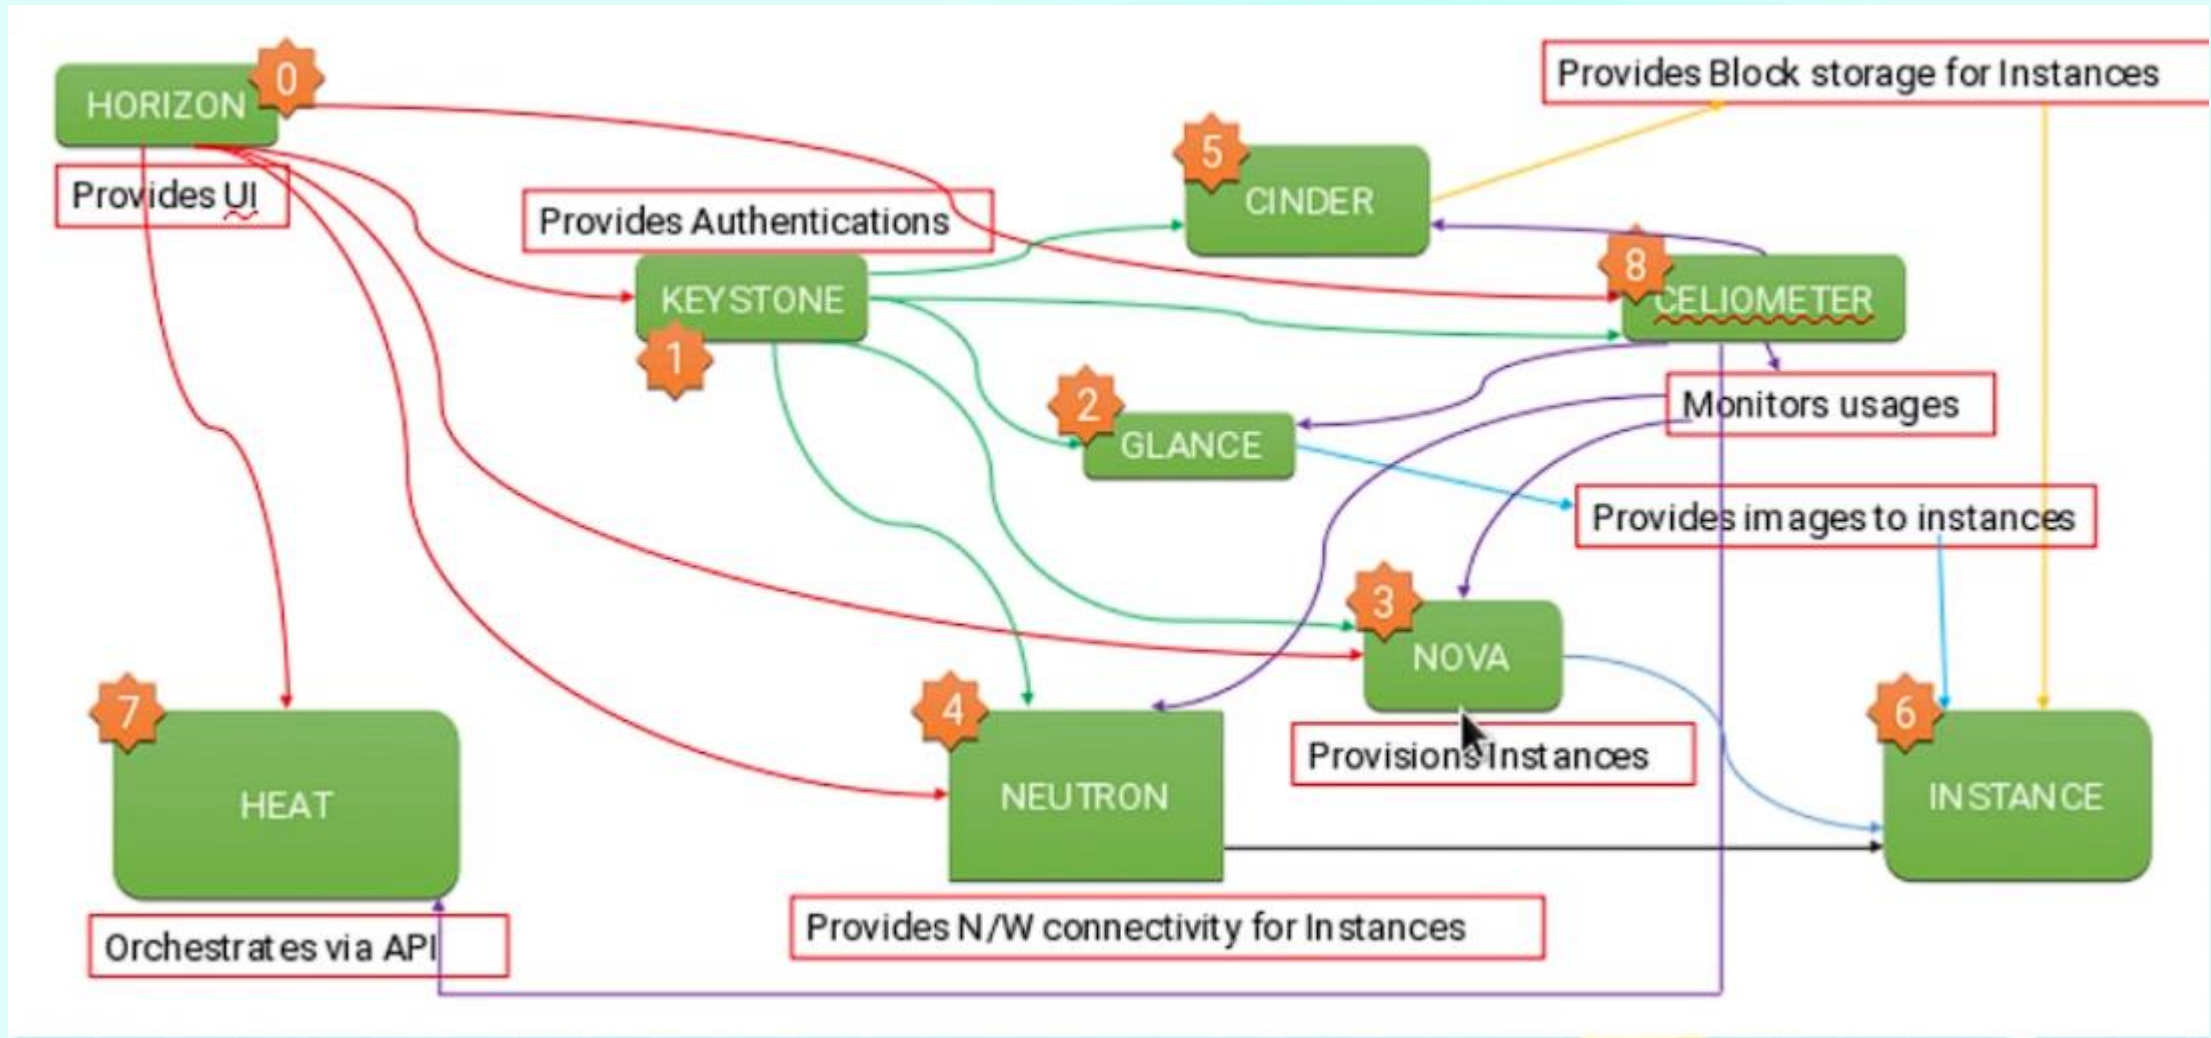 HORIZON
0
Provides UI
Provides Authentications
KEYSTONE
1
5
CINDER
Provides Block storage for Instances
8
CELIOMETER
Monitors usages
2
GLANCE
Provides images to instances
3
NOVA
Provisions Instances
7
HEAT
Orchestrates via API
4
NEUTRON
Provides N/W connectivity for Instances
6
INSTANCE